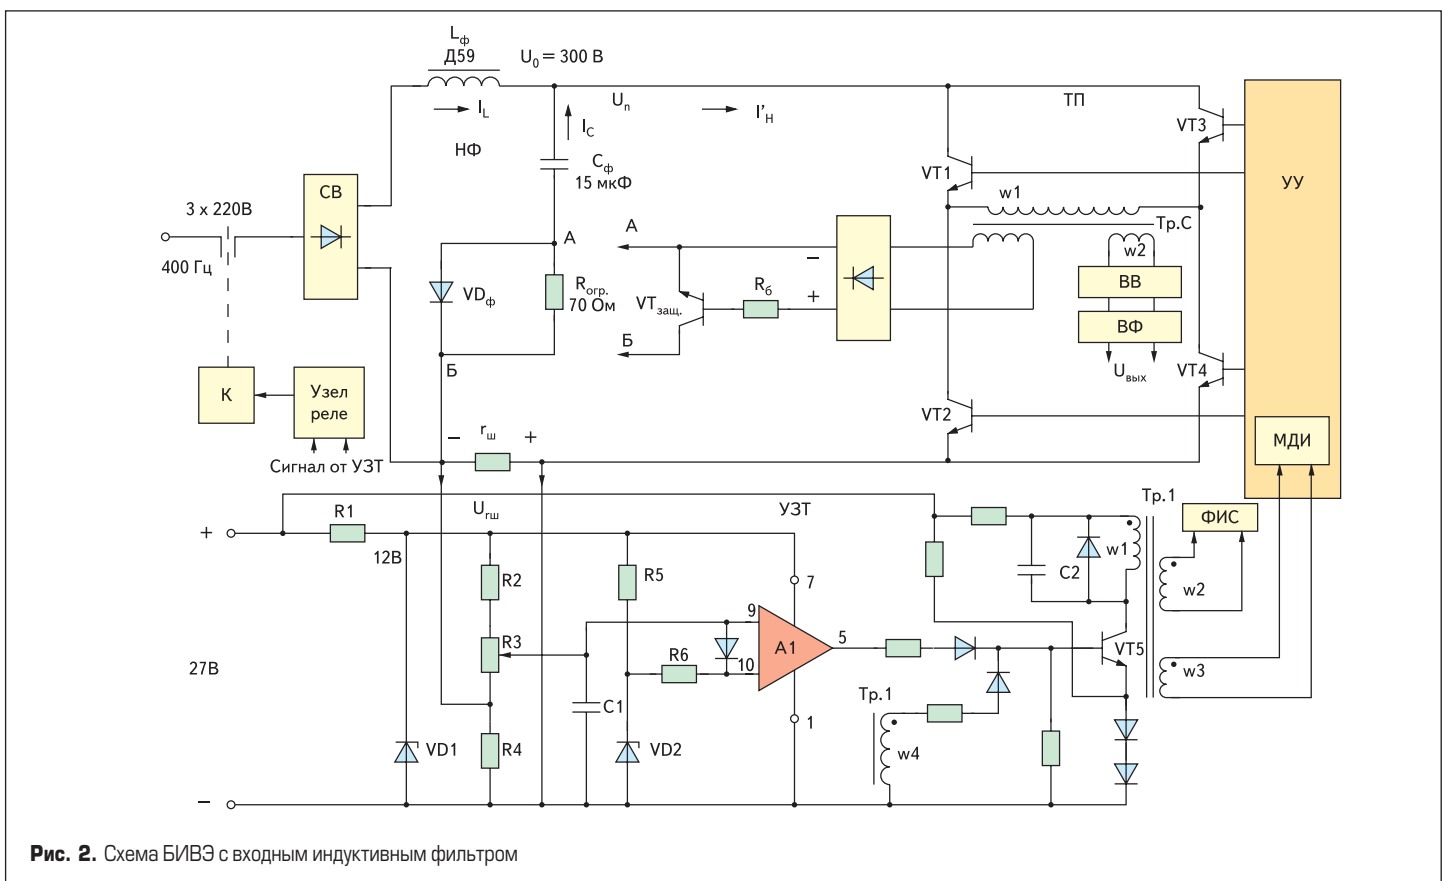 Lф
Д59
U0 = 300 В
IL
Uп
I'Н
ТП
VT3
IC
НФ
Cф
15 мкФ
VT1
УУ
СВ
w1
3 х 220В
Тр.С
А
А
400 Гц
w2
−
ВВ
VDф
Rогр.
70 Ом
VTзащ.
Rб
+
ВФ
Б
Б
Uвых
VT4
К
Узел
реле
VT2
МДИ
−
rш
+
Сигнал от УЗТ
Тр.1
Urш
УЗТ
R1
ФИС
+
12В
w1
R2
R5
7
C2
w2
9
R3
A1
5
VT5
27В
R6
10
w3
C1
Тр.1
1
VD1
R4
VD2
w4
−
Рис. 2. Схема БИВЭ с входным индуктивным фильтром